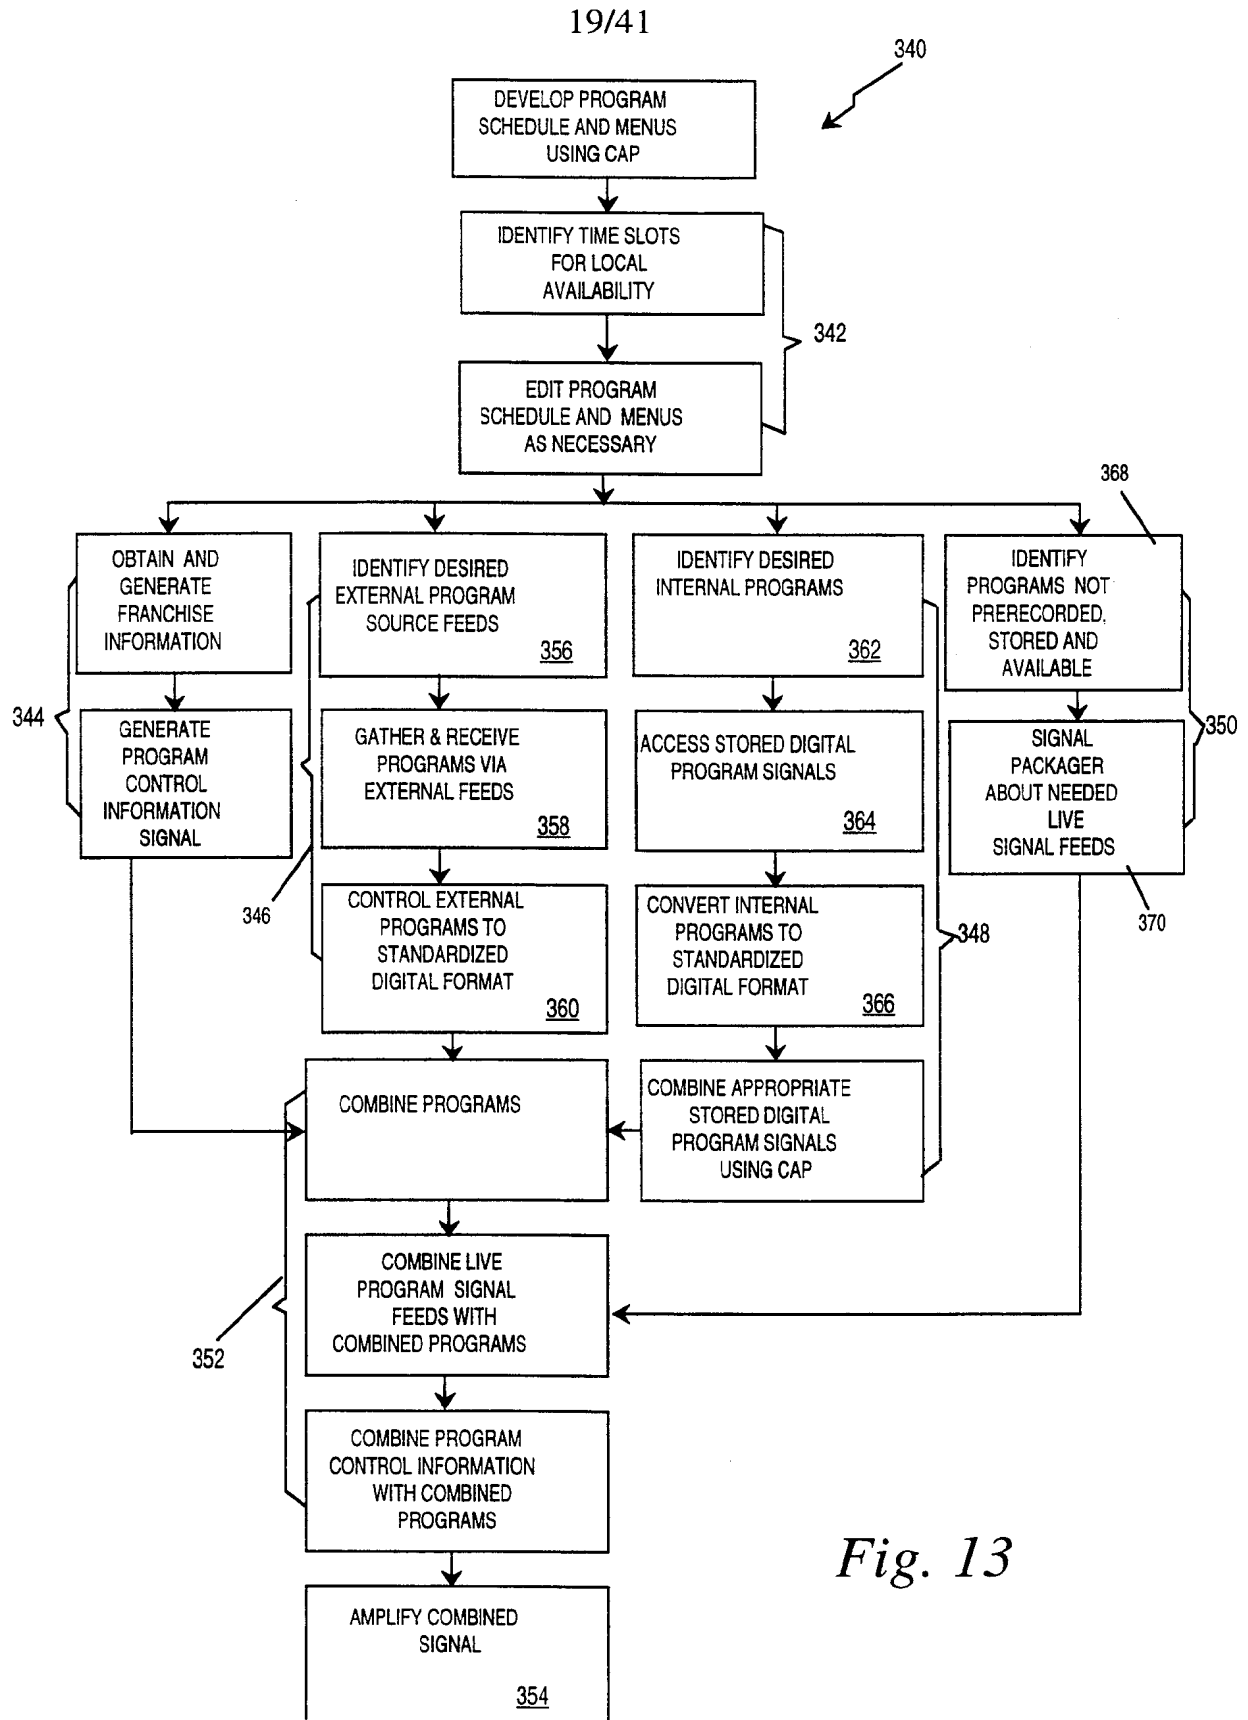 19/41
340
DEVELOP PROGRAM
SCHEDULE AND MENUS
USING CAP
IDENTIFY TIME SLOTS
FOR LOCAL
AVAILABILITY
342
EDIT PROGRAM
SCHEDULE AND MENUS
AS NECESSARY
368
OBTAIN AND
GENERATE
FRANCHISE
INFORMATION
IDENTIFY DESIRED
EXTERNAL PROGRAM
SOURCE FEEDS
356
IDENTIFY DESIRED
INTERNAL PROGRAMS
362
IDENTIFY
PROGRAMS NOT
PRERECORDED,
STORED AND
AVAILABLE
344
350
GENERATE
PROGRAM
CONTROL
INFORMATION
SIGNAL
GATHER & RECEIVE
PROGRAMS VIA
EXTERNAL FEEDS
358
ACCESS STORED DIGITAL
PROGRAM SIGNALS
364
SIGNAL
PACKAGER
ABOUT NEEDED
LIVE
SIGNAL FEEDS
346
CONTROL EXTERNAL
PROGRAMS TO
STANDARDIZED
DIGITAL FORMAT
360
CONVERT INTERNAL
PROGRAMS TO
STANDARDIZED
DIGITAL FORMAT
366
348
370
COMBINE PROGRAMS
COMBINE APPROPRIATE
STORED DIGITAL
PROGRAM SIGNALS
USING CAP
COMBINE LIVE
PROGRAM SIGNAL
FEEDS WITH
COMBINED PROGRAMS
352
COMBINE PROGRAM
CONTROL INFORMATION
WITH COMBINED
PROGRAMS
Fig. 13
AMPLIFY COMBINED
SIGNAL
354